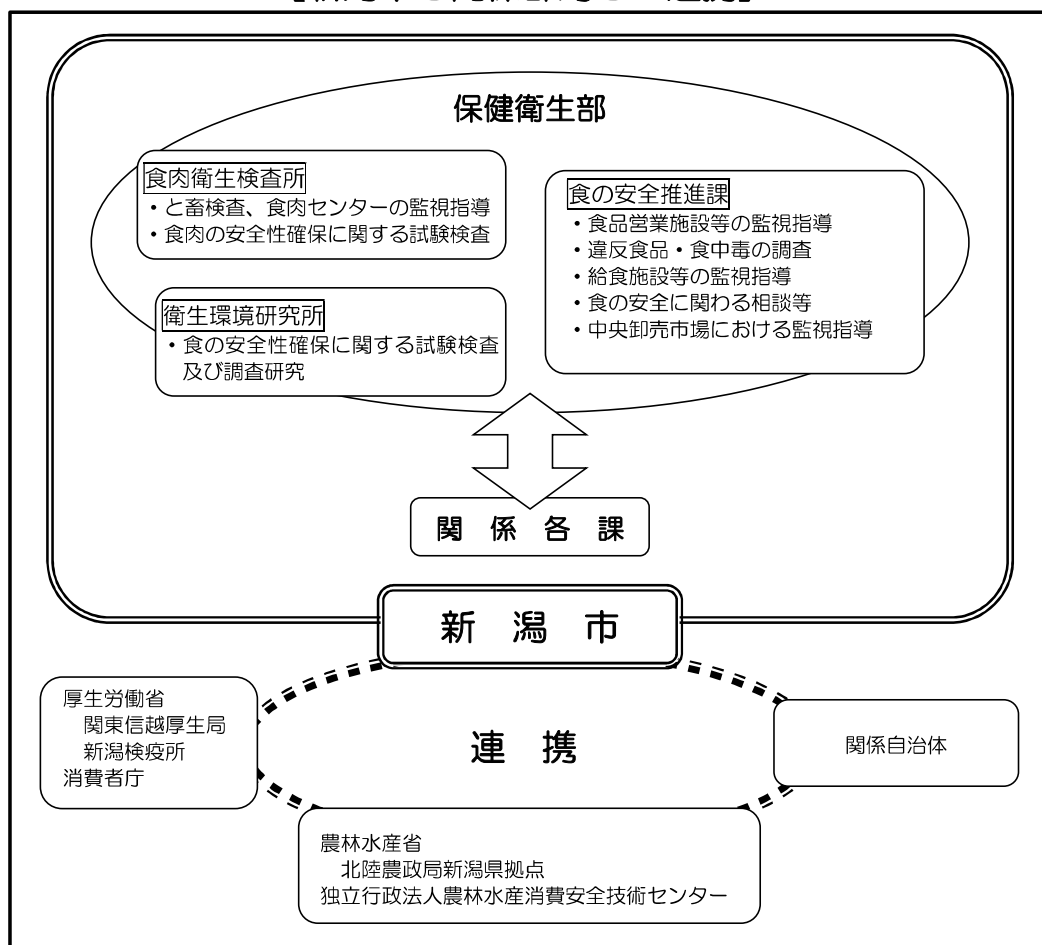 保健衛生部
食肉衛生検査所
・と畜検査、食肉センターの監視指導
・食肉の安全性確保に関する試験検査
食の安全推進課
・食品営業施設等の監視指導
・違反食品・食中毒の調査
・給食施設等の監視指導
・食の安全に関わる相談等
・中央卸売市場における監視指導
衛生環境研究所
・食の安全性確保に関する試験検査
及び調査研究
関 係 各 課
新 潟 市
厚生労働省
関東信越厚生局
新潟検疫所
消費者庁
連 携
関係自治体
農林水産省
北陸農政局新潟県拠点
独立行政法人農林水産消費安全技術センター